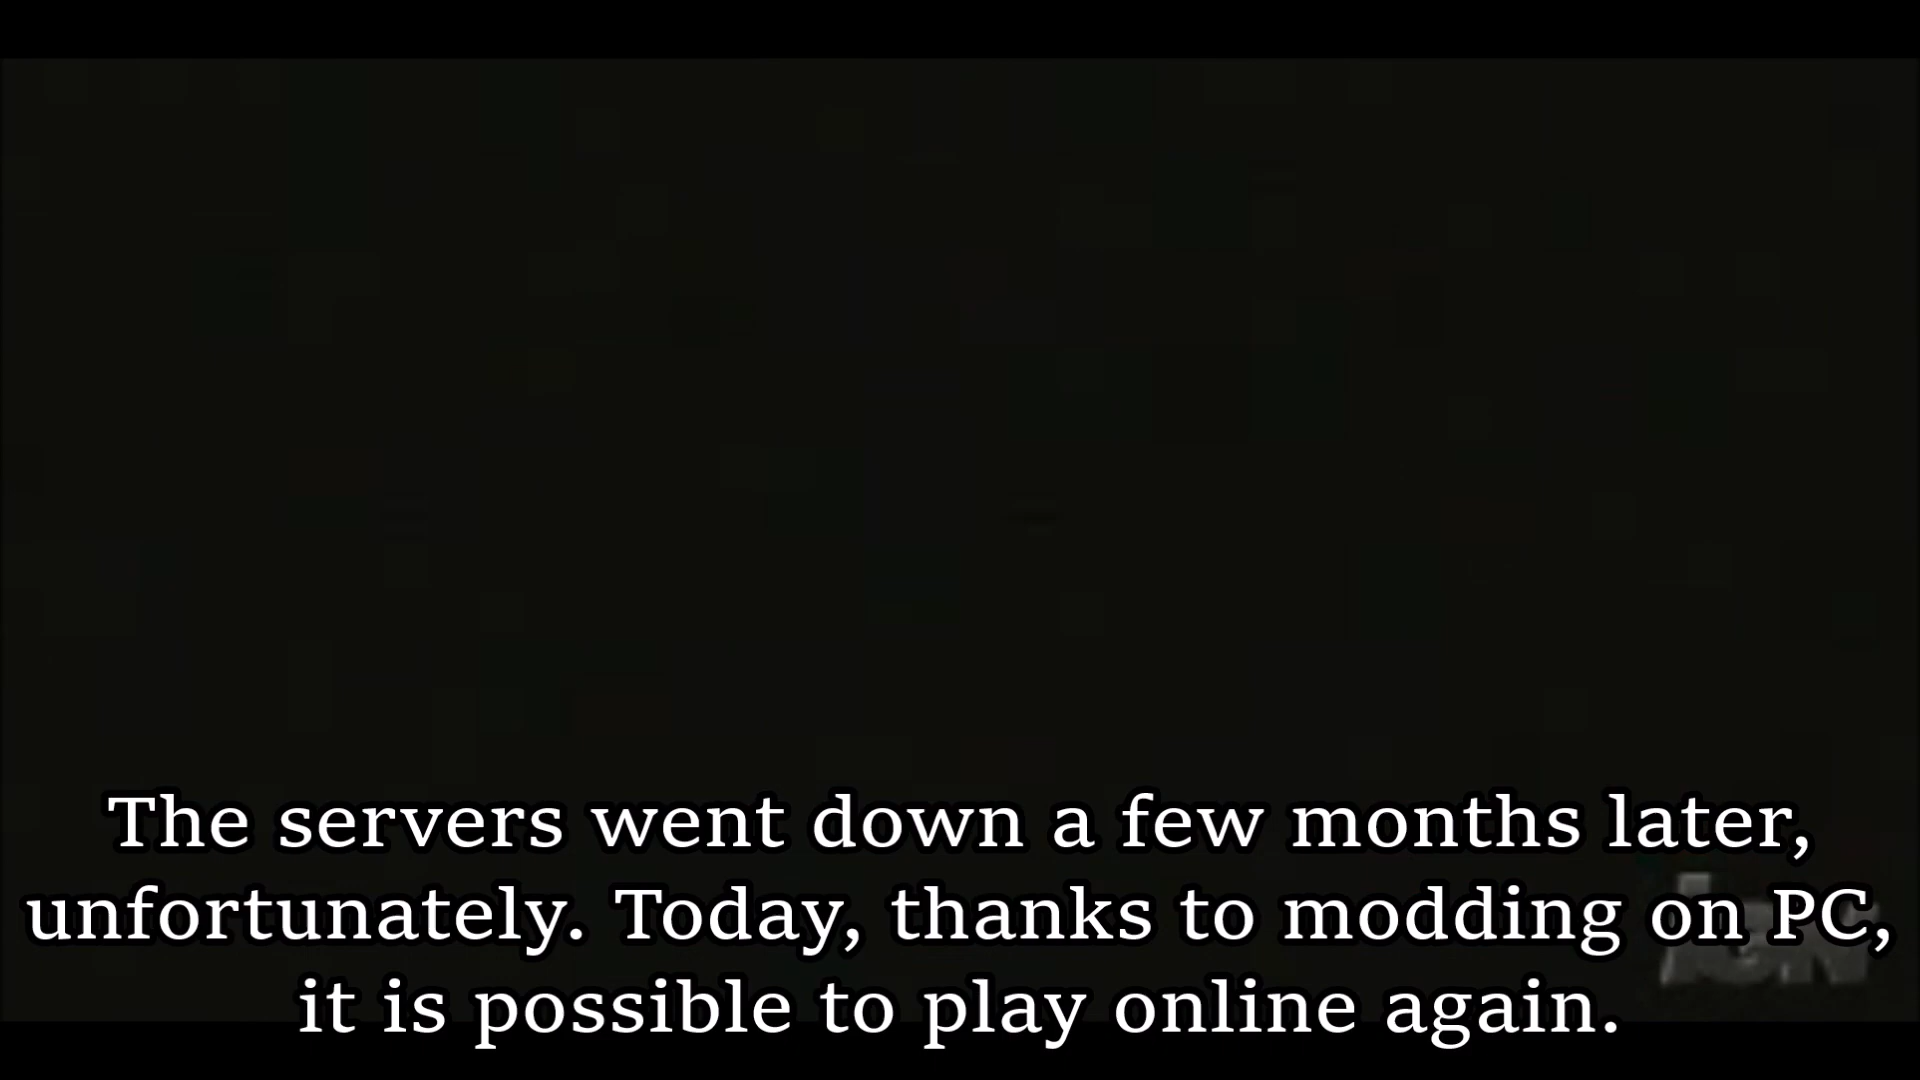 The servers went down a few months later,
unfortunately. Today, thanks to modding on PC,
it is possible to play online again.
IGN